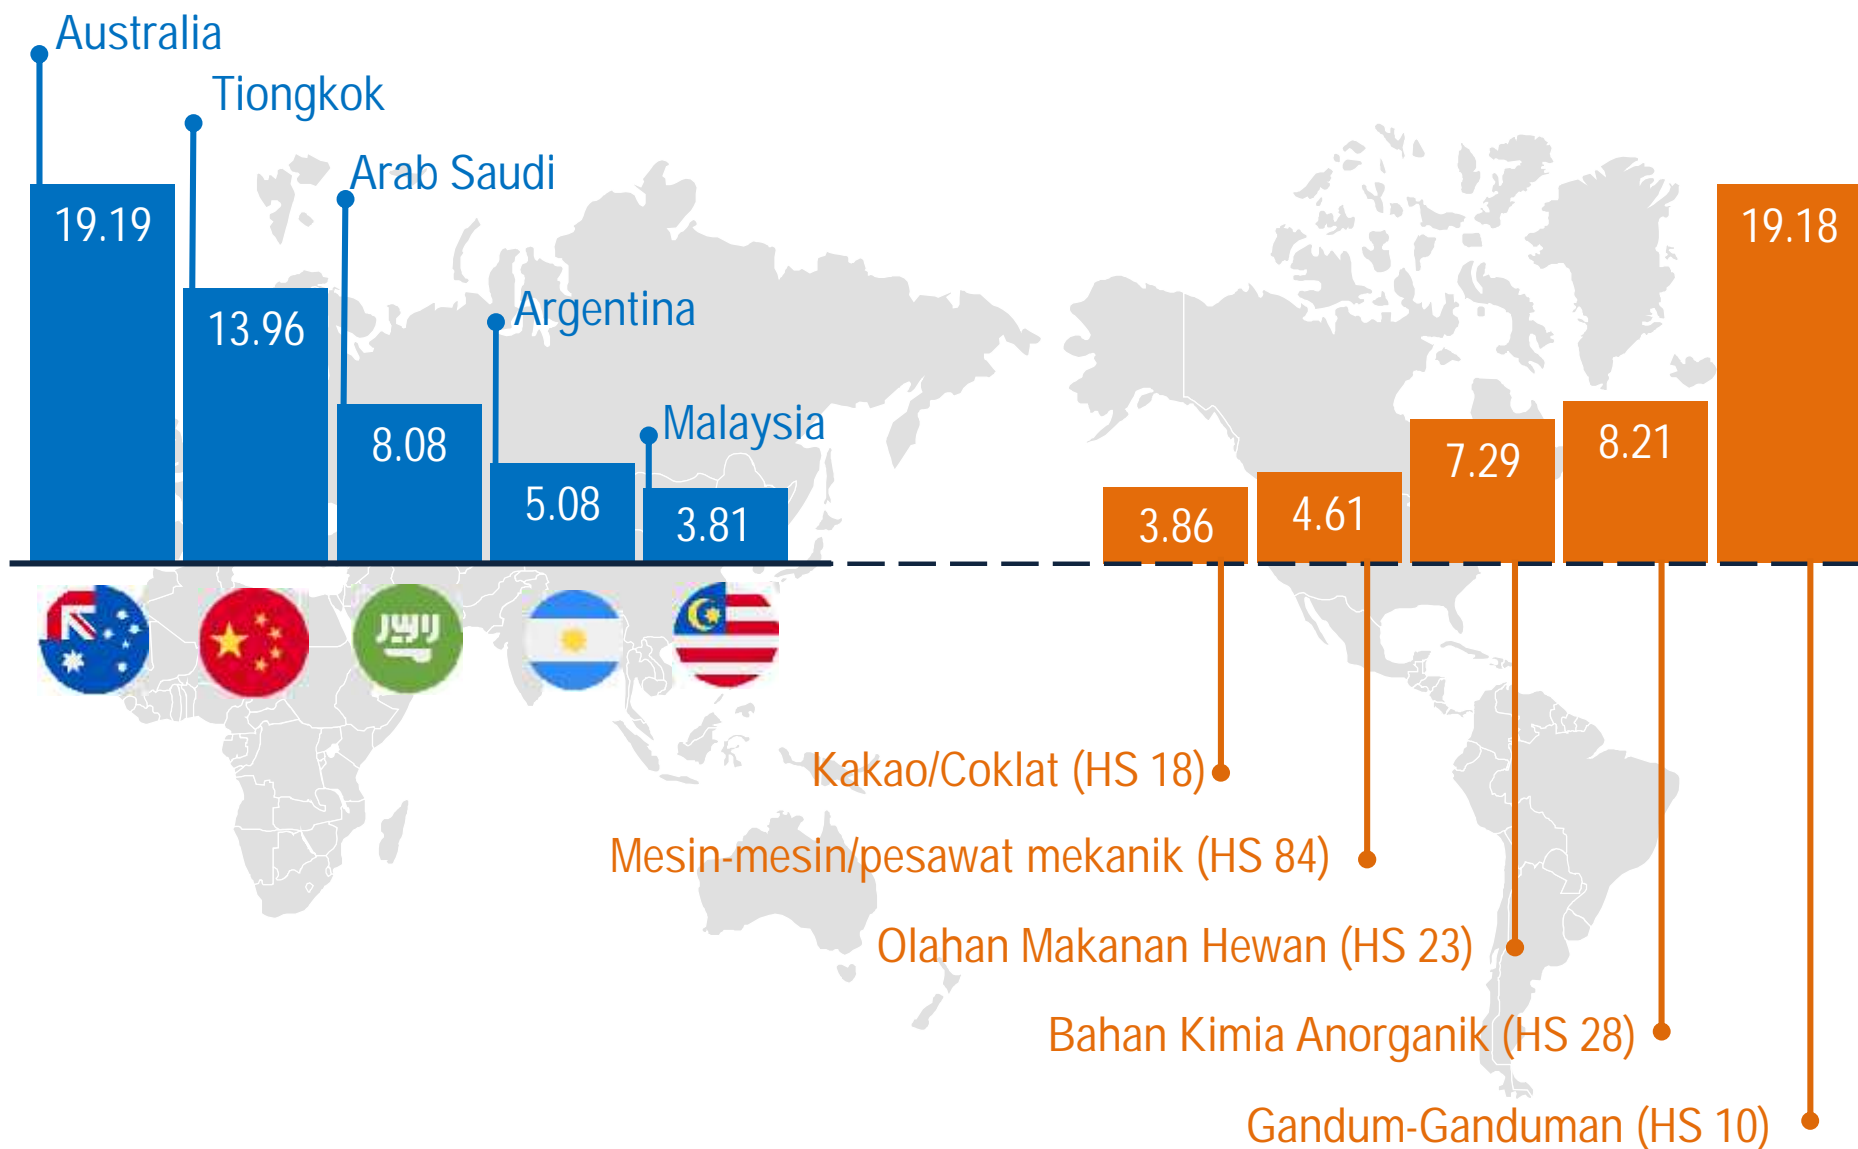 Australia
Tiongkok
Arab Saudi
Argentina
Malaysia
19.19
13.96
8.08
5.08
3.81
3.86
4.61
7.29
8.21
19.18
Kakao/Coklat (HS 18)
Mesin-mesin/pesawat mekanik (HS 84)
Olahan Makanan Hewan (HS 23)
Bahan Kimia Anorganik (HS 28)
Gandum-Ganduman (HS 10)